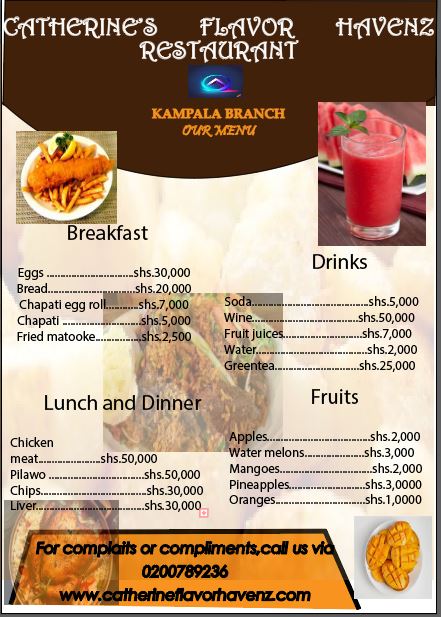 CATHERINE'S FLAVOR HAVENZ
RESTAURANT
KAMPALA BRANCH
OUR MENU
Breakfast
Eggs ..............................shs.30,000
Bread..............................shs.20,000
Chapati egg roll...........shs.7,000
Chapati ..........................shs.5,000
Fried matooke...............shs.2,500
Drinks
Soda.......................................shs.5,000
Wine.......................................shs.50,000
Fruit juices...........................shs.7,000
Water.....................................shs.2,000
Greentea.............................shs.25,000
Lunch and Dinner
Chicken
meat.....................shs.50,000
Pilawo ................................shs.50,000
Chips...................................shs.30,000
Liver....................................shs.30,000
Fruits
Apples............................................shs.2,000
Water melons.........................shs.3,000
Mangoes...................................shs.2,000
Pineapples................................shs.3,0000
Oranges.....................................shs.1,0000
For complaits or compliments,call us via
0200789236
www.catherineflavorhavenz.com